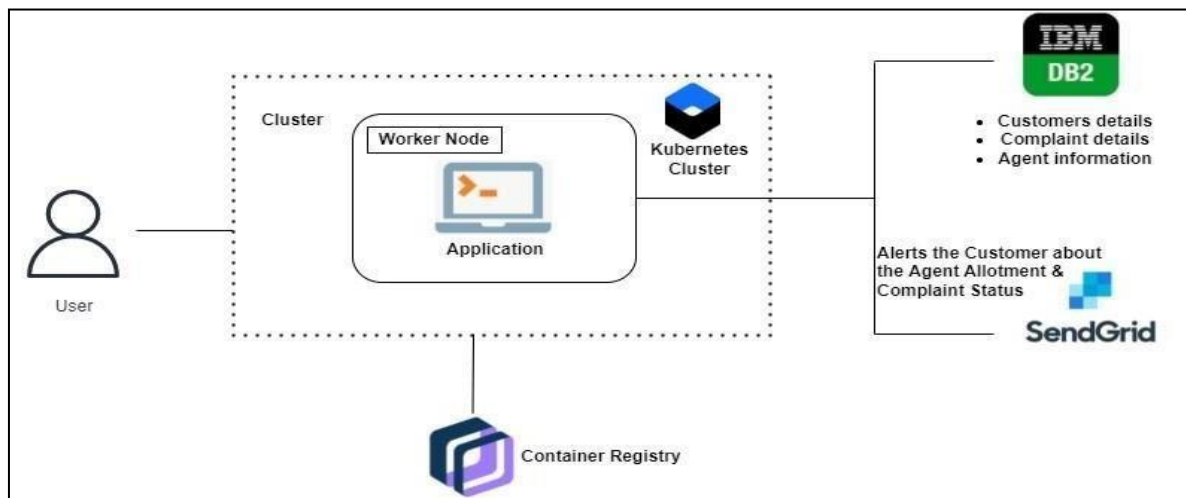 IBM
DB2
Customers details
Complaint details
Agent information
Cluster
Worker Node
Kubernetes
Cluster
Application
User
Alerts the Customer about
the Agent Allotment &
Complaint Status
SendGrid
Container Registry